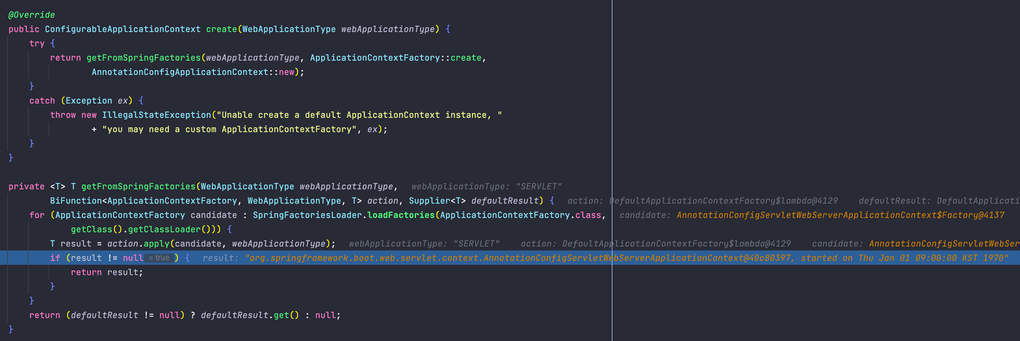 @Override
public ConfigurableApplicationContext create(WebApplicationType webApplicationType) {
try {
return getFromSpringFactories(webApplicationType, ApplicationContextFactory::create,
AnnotationConfigApplicationContext::new);
}
catch (Exception ex) {
throw new IllegalStateException("Unable create a default ApplicationContext instance, "
+ "you may need a custom ApplicationContextFactory", ex);
}
}
private <T> T getFromSpringFactories(WebApplicationType webApplicationType, webApplicationType: "SERVLET"
BiFunction<ApplicationContextFactory, WebApplicationType, T> action, Supplier<T> defaultResult) { action: DefaultApplicationContextFactory$lambda@4129 defaultResult: DefaultApplicati
for (ApplicationContextFactory candidate : SpringFactoriesLoader.loadFactories(ApplicationContextFactory.class, candidate: AnnotationConfigServletWebServerApplicationContext$Factory@4137
getClass().getClassLoader())) {
T result = action.apply(candidate, webApplicationType); webApplicationType: "SERVLET" action: DefaultApplicationContextFactory$lambda@4129 candidate: AnnotationConfigServletWebSer
if (result != null = true ) { result: "org.springframework.boot.web.servlet.context.AnnotationConfigServletWebServerApplicationContext@40c80397, started on Thu Jan 01 09:00:00 KST 1970"
return result;
}
}
return (defaultResult != null) ? defaultResult.get() : null;
}